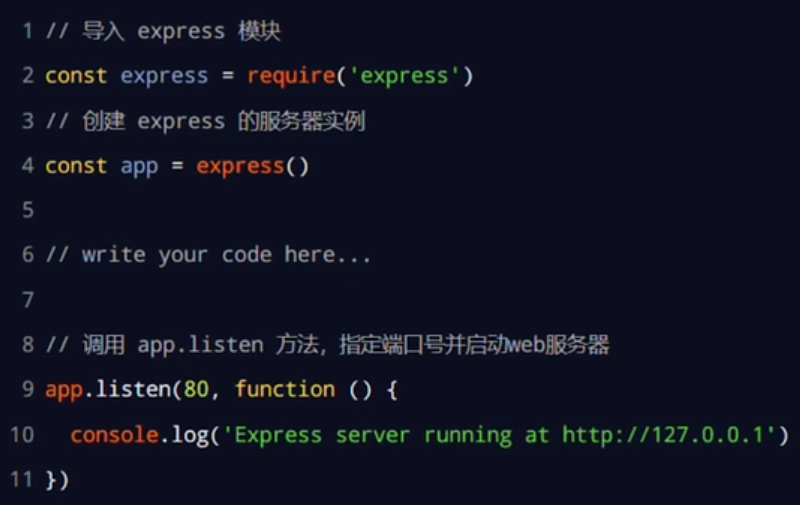 1 // 导入 express 模块
2 const express = require('express')
3 // 创建 express 的服务器实例
4 const app = express()
5
6 // write your code here...
7
8 // 调用 app.listen 方法，指定端口号并启动web服务器
9 app.listen(80, function () {
10   console.log('Express server running at http://127.0.0.1')
11 })